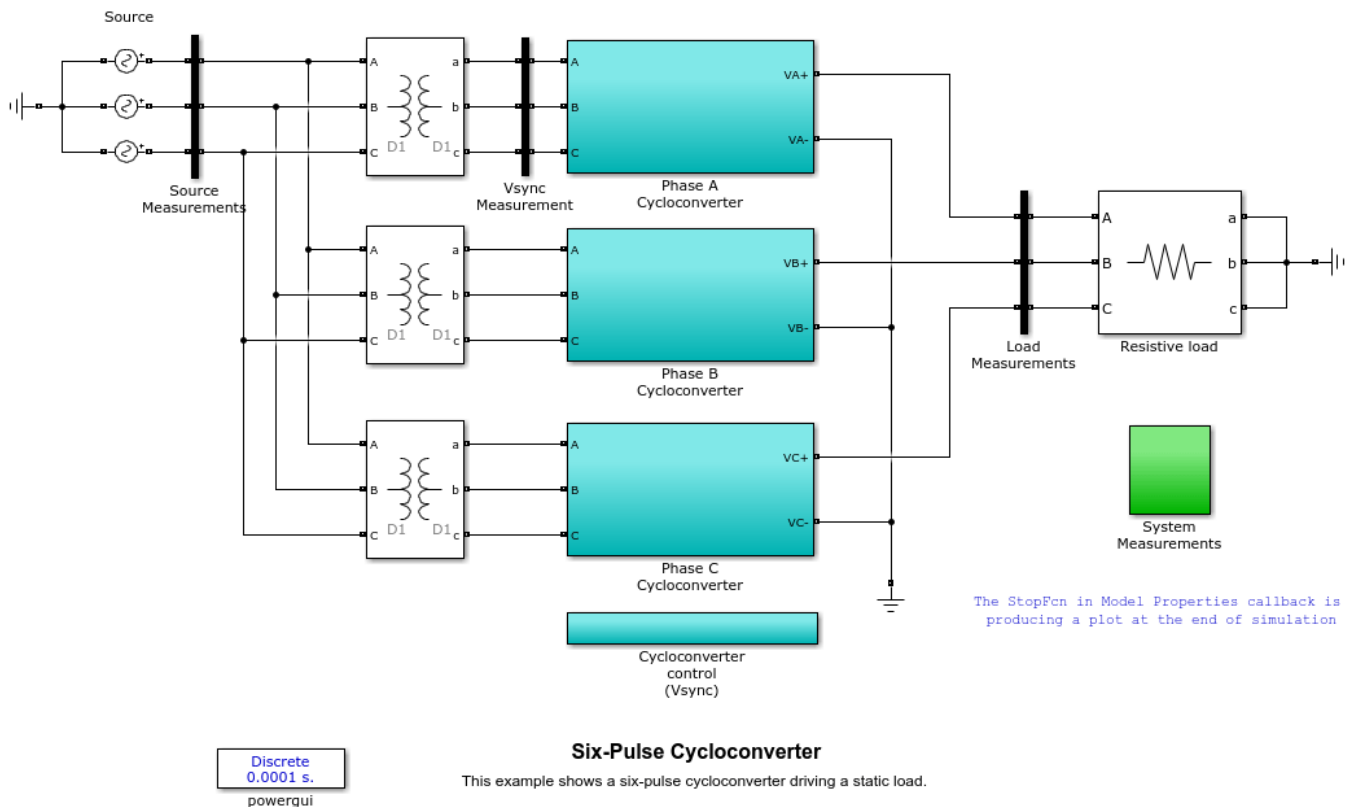 Source
A
B
C
D1 D1
a
b
c
A
B
C
VA+
VA-
Source
Measurements
Vsync
Measurement
Phase A
Cycloconverter
A
B
C
D1 D1
a
b
c
A
B
C
VB+
VB-
Phase B
Cycloconverter
A
B
C
a
b
c
Load
Measurements
Resistive load
A
B
C
D1 D1
a
b
c
A
B
C
VC+
VC-
Phase C
Cycloconverter
System
Measurements
The StopFcn in Model Properties callback is
producing a plot at the end of simulation
Cycloconverter
control
(Vsync)
Discrete
0.0001 s.
powergui
Six-Pulse Cycloconverter
This example shows a six-pulse cycloconverter driving a static load.